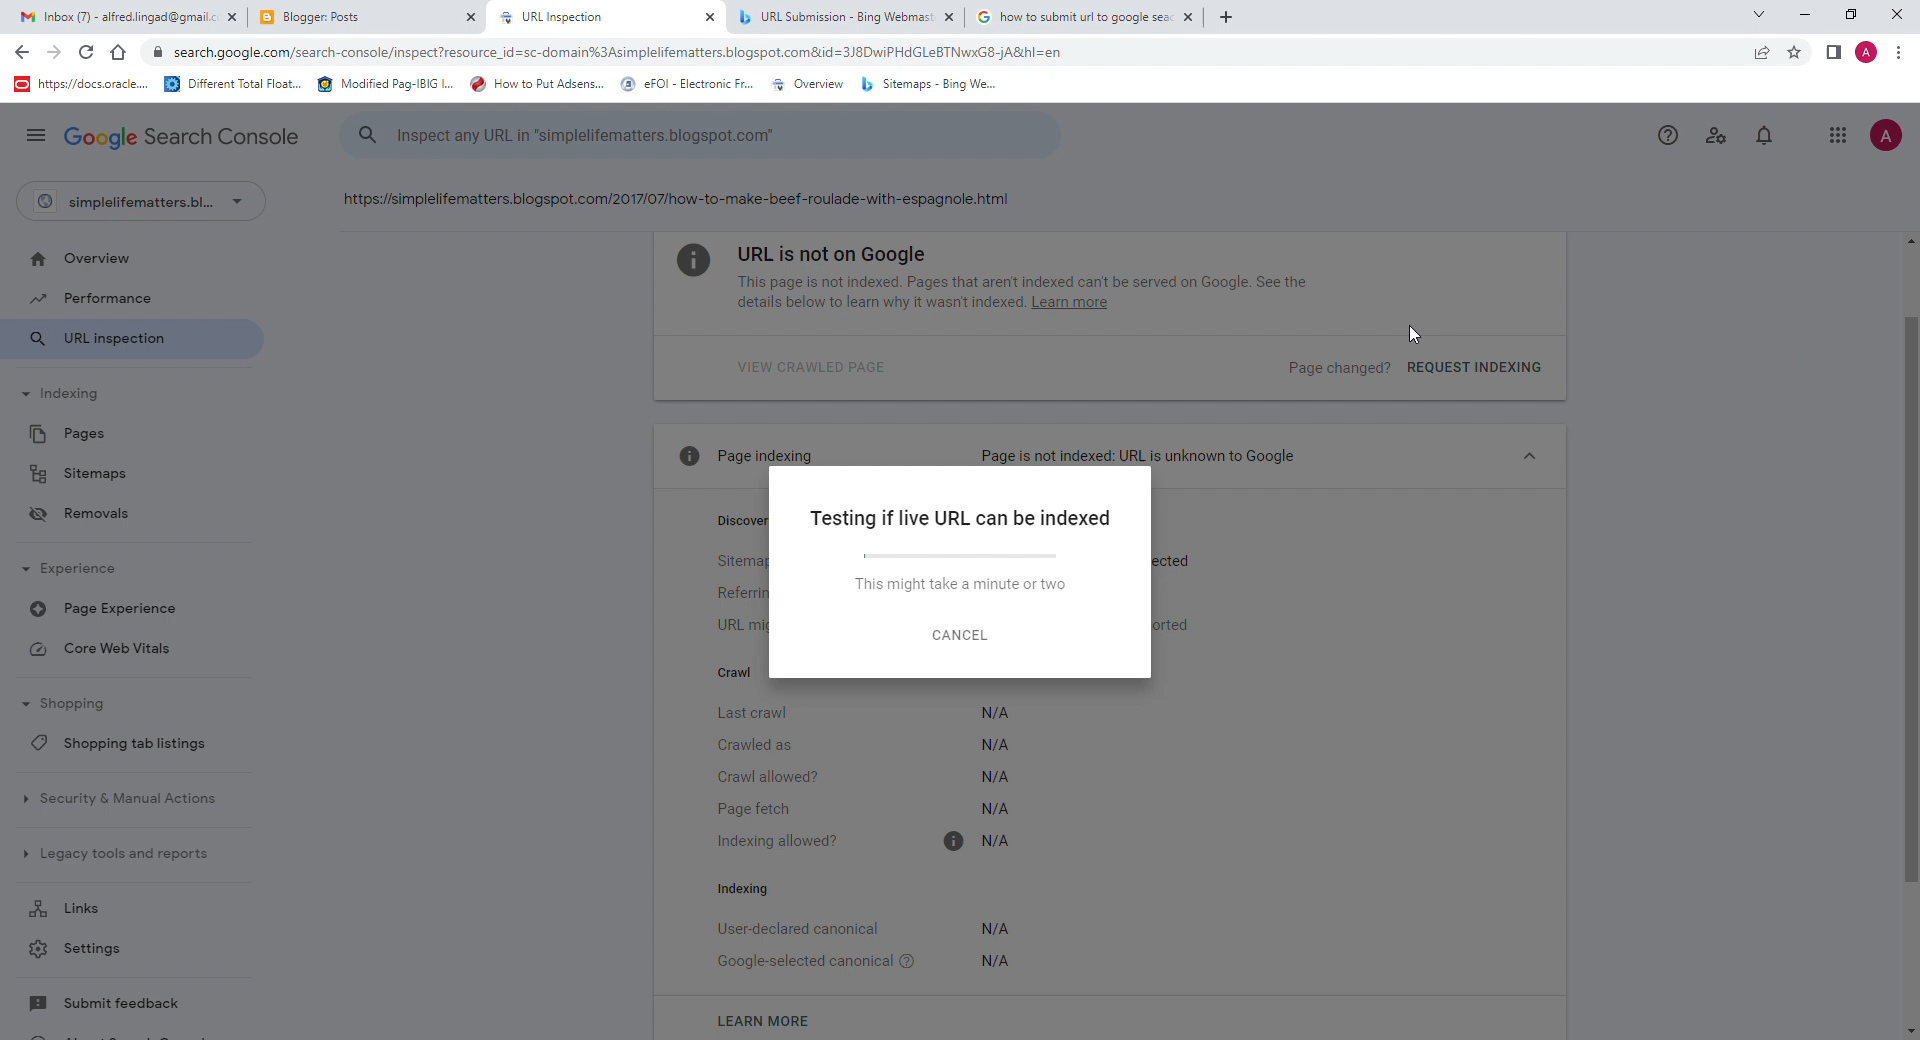 Inbox (7) - alfred.lingad@gmail.c
Blogger: Posts
URL Inspection
URL Submission - Bing Webmast
how to submit url to google sea
search.google.com/search-console/inspect?resource_id=sc-domain%3Asimplelifematters.blogspot.com&id=3J8DwiPHdGLeBTNwxG8-jA&hl=en
A
https://docs.oracle....
Different Total Float...
Modified Pag-IBIG I...
How to Put Adsens...
eFOI - Electronic Fr...
Overview
Sitemaps - Bing We...
Google Search Console
Inspect any URL in "simplelifematters.blogspot.com"
A
simplelifematters.bl...
https://simplelifematters.blogspot.com/2017/07/how-to-make-beef-roulade-with-espagnole.html
Overview
Performance
URL inspection
Indexing
Pages
Sitemaps
Removals
Experience
Page Experience
Core Web Vitals
Shopping
Shopping tab listings
Security & Manual Actions
Legacy tools and reports
Links
Settings
Submit feedback
URL is not on Google
This page is not indexed. Pages that aren't indexed can't be served on Google. See the
details below to learn why it wasn't indexed. Learn more
VIEW CRAWLED PAGE
Page changed? REQUEST INDEXING
Page indexing
Page is not indexed: URL is unknown to Google
Testing if live URL can be indexed
This might take a minute or two
CANCEL
Discover
Sitemap
ected
Referrin
URL mig
orted
Crawl
Last crawl
N/A
Crawled as
N/A
Crawl allowed?
N/A
Page fetch
N/A
Indexing allowed?
N/A
Indexing
User-declared canonical
N/A
Google-selected canonical
N/A
LEARN MORE